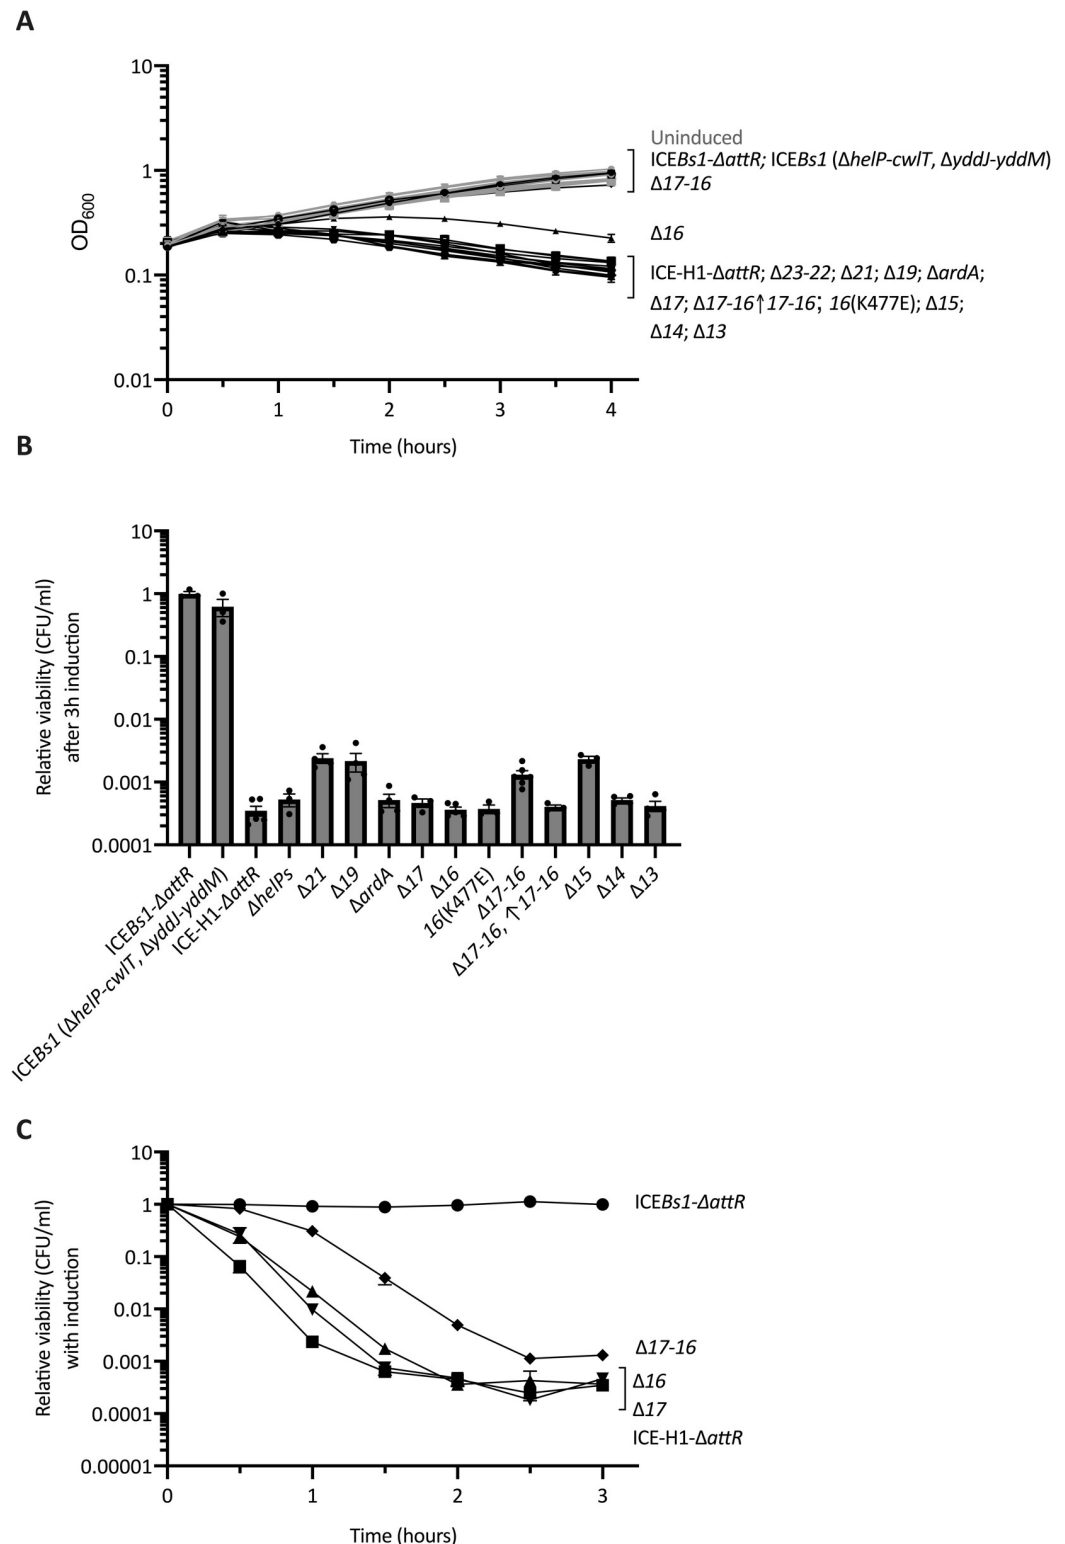 A
10
1
0.1
0.01
OD600
0
1
2
3
4
Time (hours)
Uninduced
ICEBs1-ΔattR; ICEBs1 (ΔhelP-cwlT, ΔyddJ-yddM)
Δ17-16
Δ16
ICE-H1-ΔattR; Δ23-22; Δ21; Δ19; ΔardA;
Δ17; Δ17-16↑17-16; 16(K477E); Δ15;
Δ14; Δ13
B
10
1
0.1
0.01
0.001
0.0001
Relative viability (CFU/ml)
after 3h induction
ICEBs1-ΔattR
ICEBs1 (ΔhelP-cwlT, ΔyddJ-yddM)
ICE-H1-ΔattR
ΔhelPs
Δ21
Δ19
ΔardA
Δ17
Δ16
16(K477E)
Δ17-16
Δ17-16, ↑17-16
Δ15
Δ14
Δ13
C
10
1
0.1
0.01
0.001
0.0001
0.00001
Relative viability (CFU/ml)
with induction
0
1
2
3
Time (hours)
ICEBs1-ΔattR
Δ17-16
Δ16
Δ17
ICE-H1-ΔattR